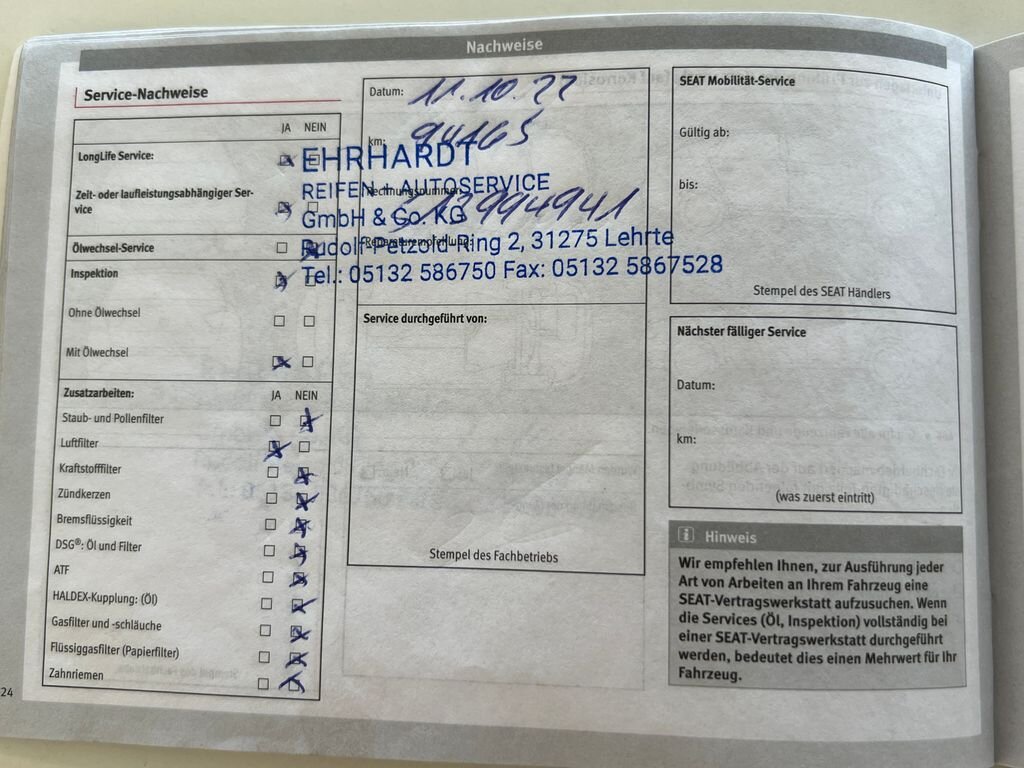 Nachweise
Service-Nachweise
JA NEIN
LongLife Service:
Zeit- oder laufleistungsabhängiger Ser-
vice
Ölwechsel-Service
Inspektion
Ohne Ölwechsel
Mit Ölwechsel
Zusatzarbeiten: JA NEIN
Staub- und Pollenfilter
Luftfilter
Kraftstofffilter
Zündkerzen
Bremsflüssigkeit
DSG®: Öl und Filter
ATF
HALDEX-Kupplung: (Öl)
Gasfilter und -schläuche
Flüssiggasfilter (Papierfilter)
Zahnriemen
24
Datum: 11.10.22
km: 94165
Rechnungsnummer:
513994941
Reparaturempfehlung:
EHRHARDT
REIFEN + AUTOSERVICE
GmbH & Co. KG
Rudolf-Petzold-Ring 2, 31275 Lehrte
Tel.: 05132 586750 Fax: 05132 5867528
Service durchgeführt von:
Stempel des Fachbetriebs
SEAT Mobilität-Service
Gültig ab:
bis:
Stempel des SEAT Händlers
Nächster fälliger Service
Datum:
km:
(was zuerst eintritt)
i Hinweis
Wir empfehlen Ihnen, zur Ausführung jeder
Art von Arbeiten an Ihrem Fahrzeug eine
SEAT-Vertragswerkstatt aufzusuchen. Wenn
die Services (Öl, Inspektion) vollständig bei
einer SEAT-Vertragswerkstatt durchgeführt
werden, bedeutet dies einen Mehrwert für Ihr
Fahrzeug.